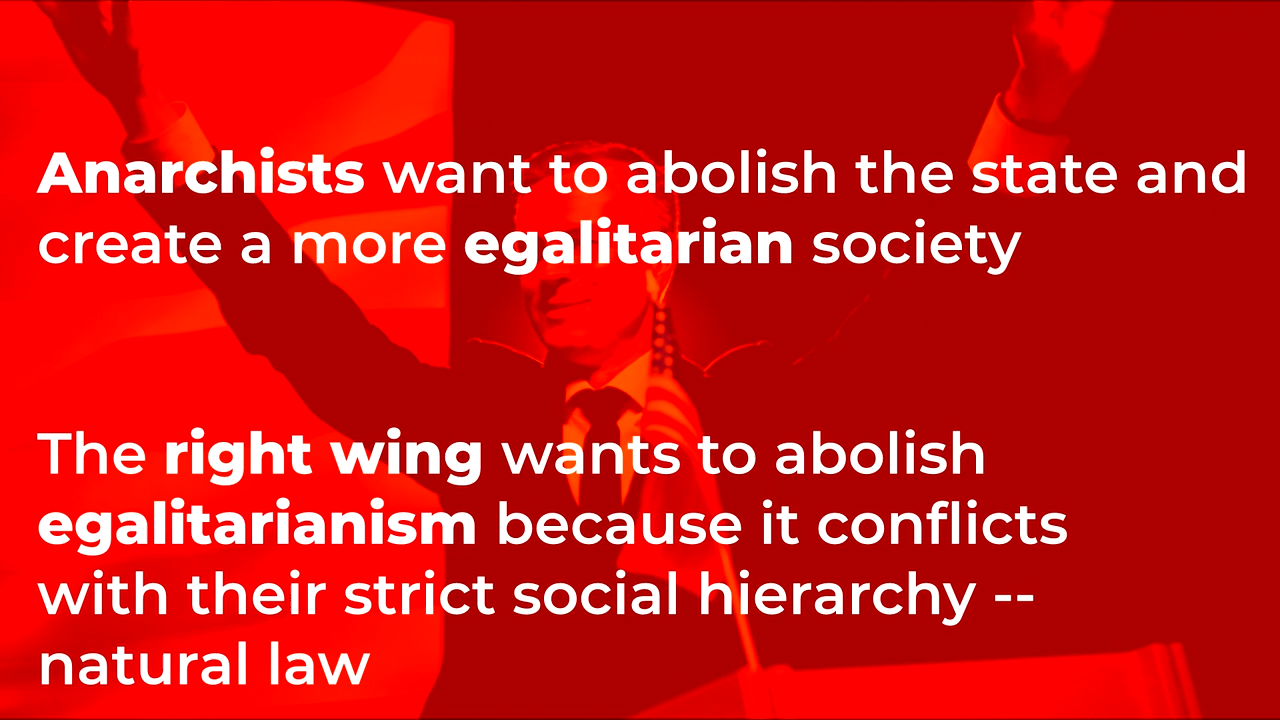 Anarchists want to abolish the state and
create a more egalitarian society
The right wing wants to abolish
egalitarianism because it conflicts
with their strict social hierarchy --
natural law